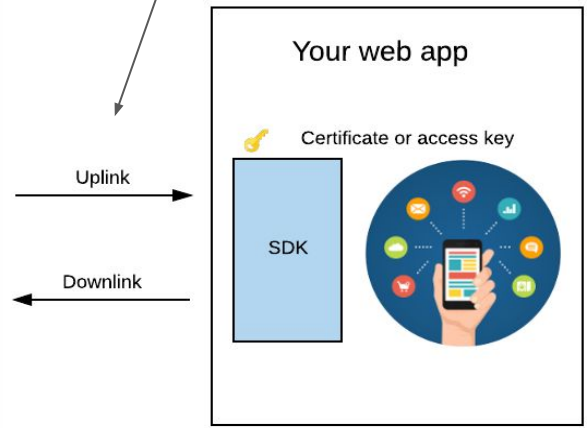 Your web app
Certificate or access key
Uplink
SDK
Downlink